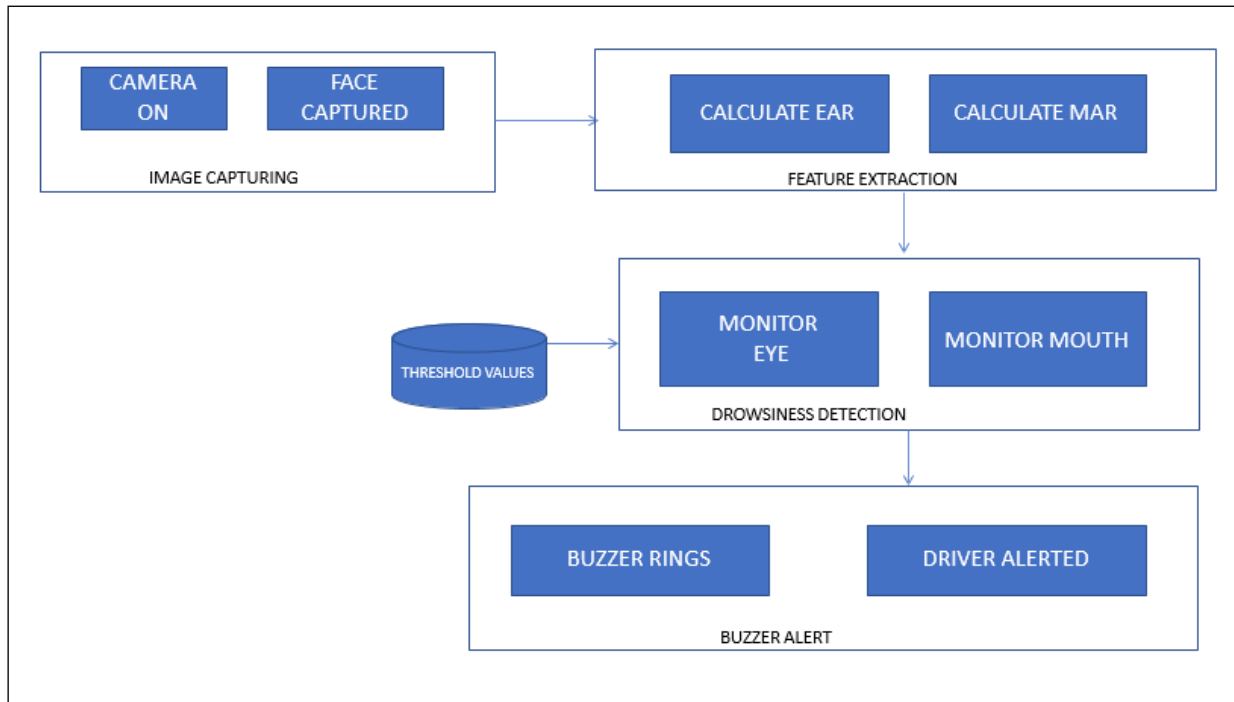 CAMERA
ON
FACE
CAPTURED
IMAGE CAPTURING
CALCULATE EAR
CALCULATE MAR
FEATURE EXTRACTION
THRESHOLD VALUES
MONITOR
EYE
MONITOR MOUTH
DROWSINESS DETECTION
BUZZER RINGS
DRIVER ALERTED
BUZZER ALERT